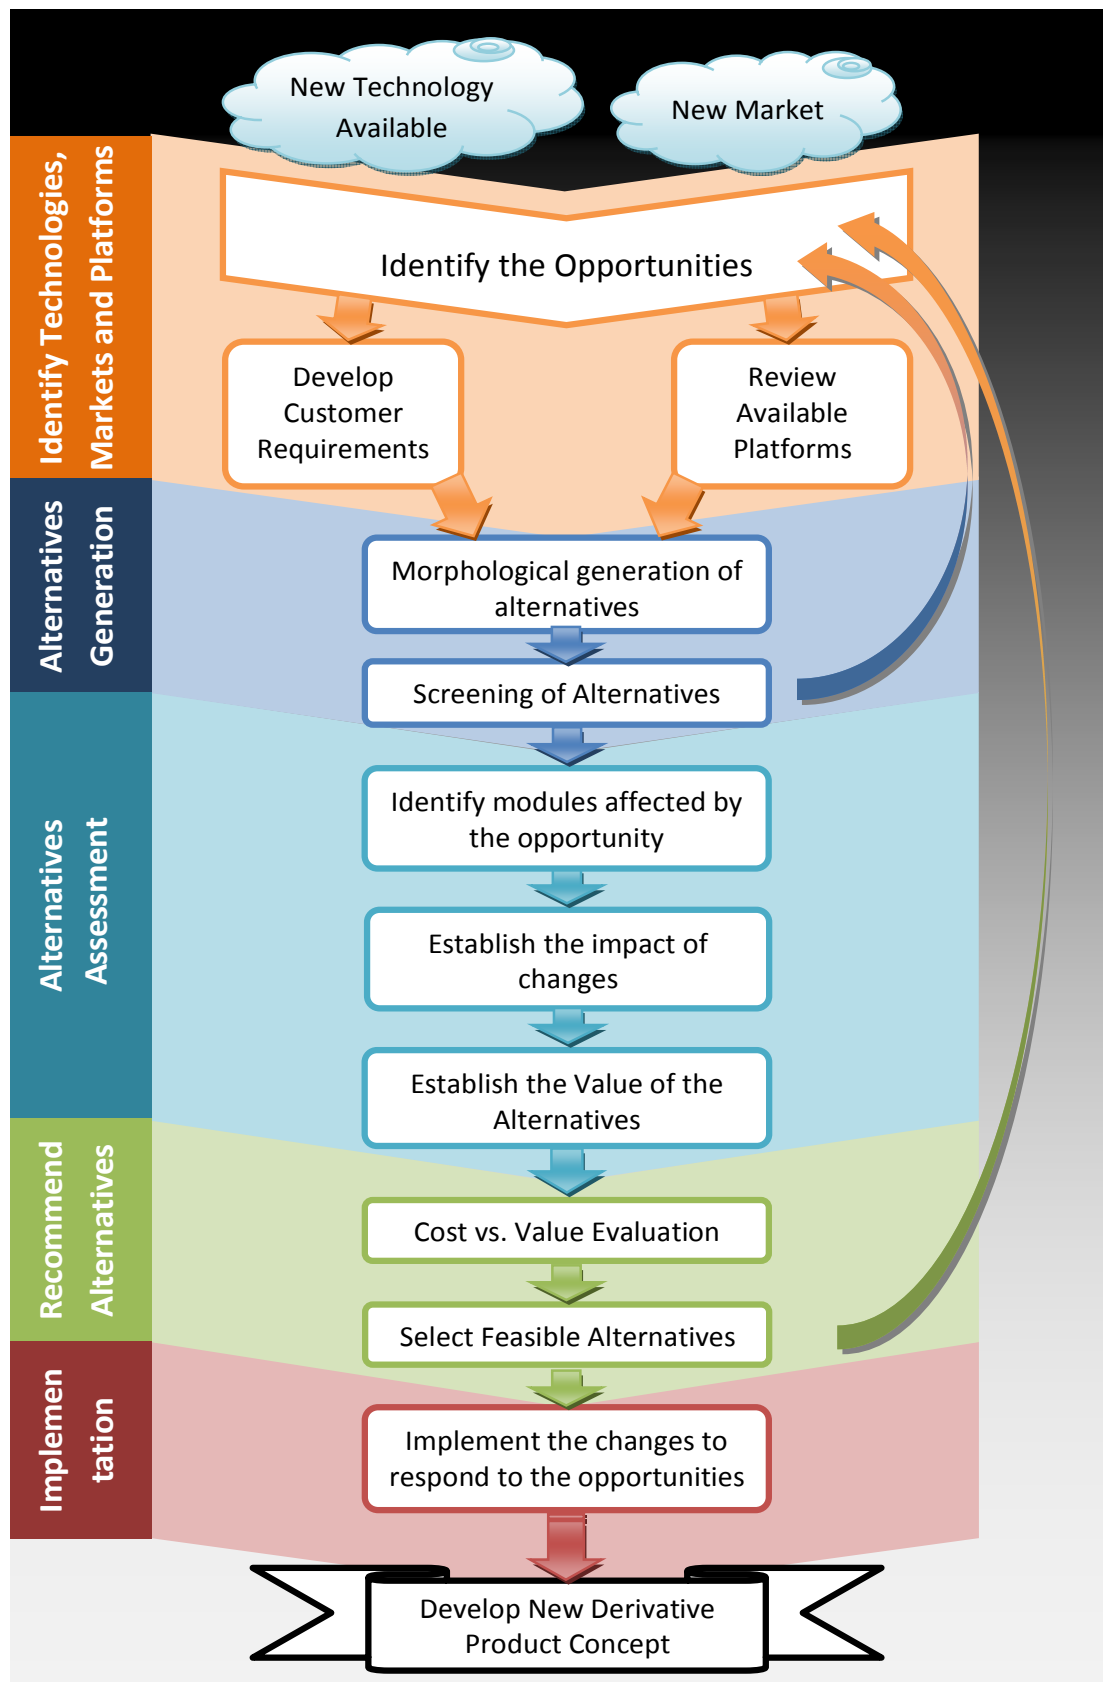 New Technology
Available
New Market
Identify Technologies,
Markets and Platforms
Identify the Opportunities
Develop
Customer
Requirements
Review
Available
Platforms
Alternatives
Generation
Morphological generation of
alternatives
Screening of Alternatives
Alternatives
Assessment
Identify modules affected by
the opportunity
Establish the impact of
changes
Establish the Value of the
Alternatives
Recommend
Alternatives
Cost vs. Value Evaluation
Select Feasible Alternatives
Implemen
tation
Implement the changes to
respond to the opportunities
Develop New Derivative
Product Concept